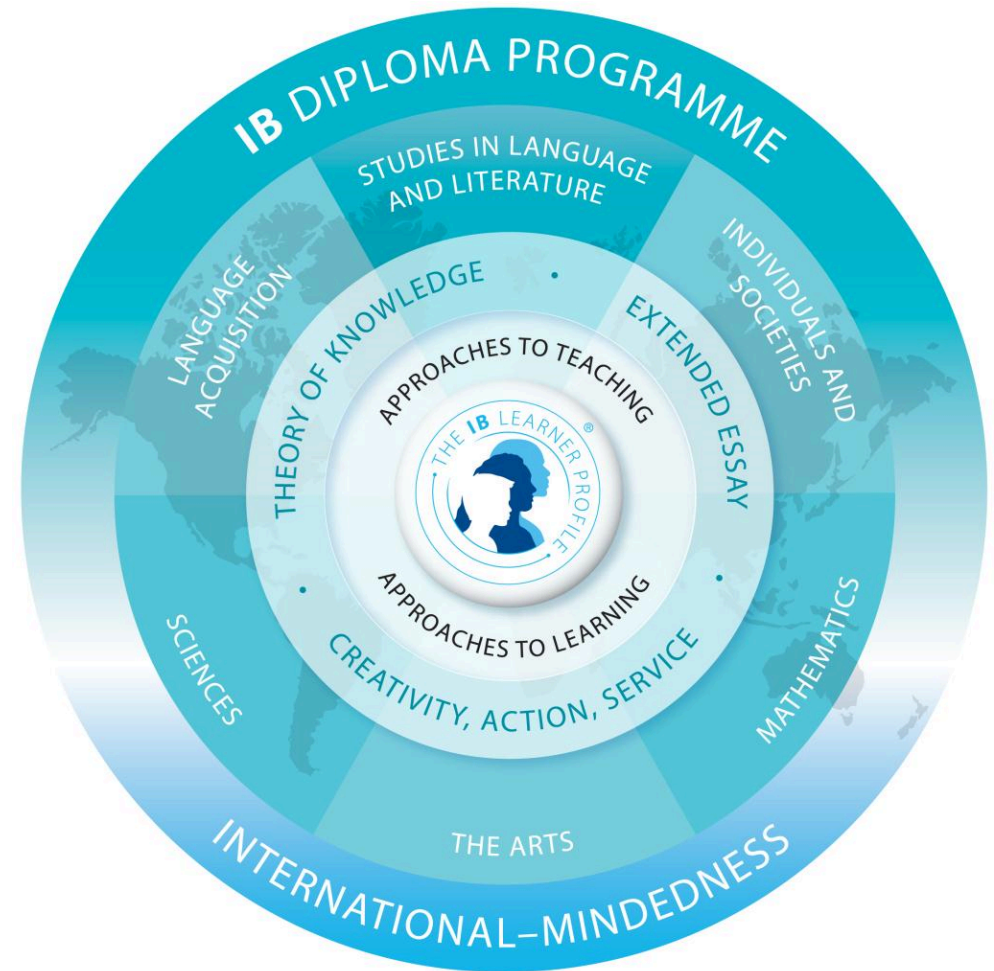 IB DIPLOMA PROGRAMME
STUDIES IN LANGUAGE
AND LITERATURE
LANGUAGE
ACQUISITION
INDIVIDUALS AND
SOCIETIES
THEORY OF KNOWLEDGE
·
EXTENDED ESSAY
APPROACHES TO TEACHING
· THE IB LEARNER PROFILE ·
®
APPROACHES TO LEARNING
·
CREATIVITY, ACTION, SERVICE
·
SCIENCES
MATHEMATICS
THE ARTS
INTERNATIONAL–MINDEDNESS